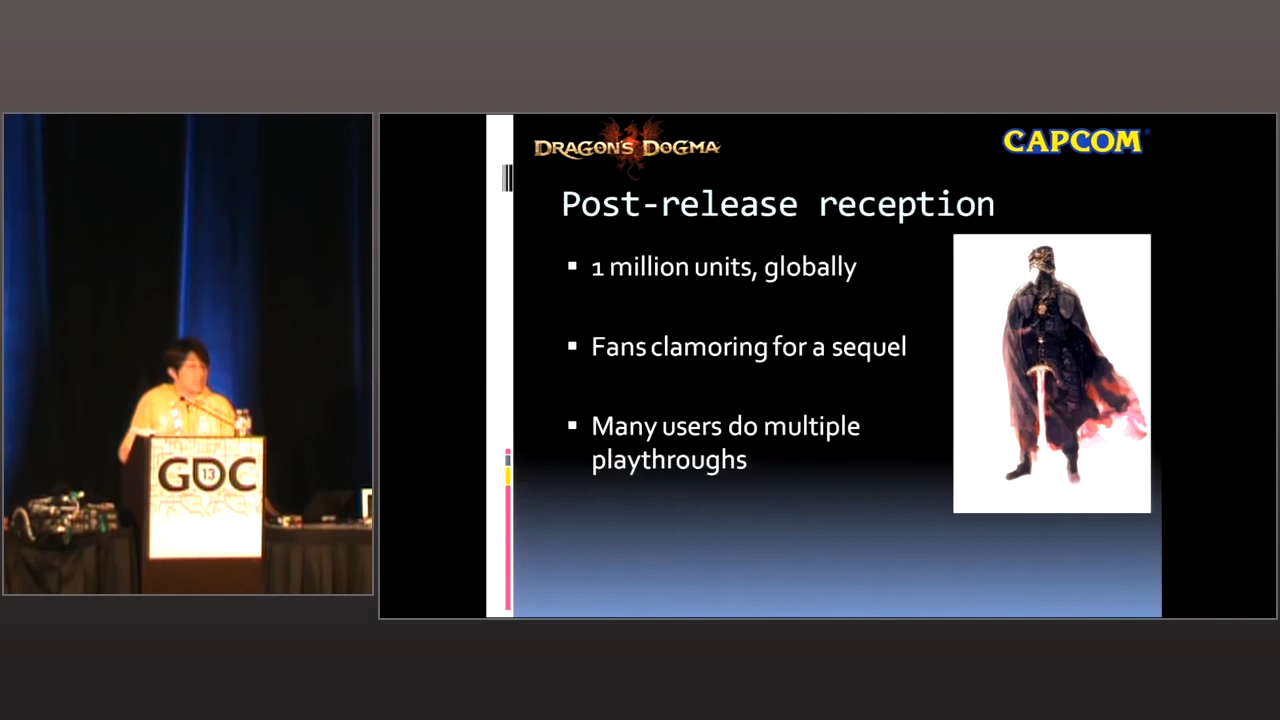 DRAGON'S DOGMA
CAPCOM
Post-release reception
▪ 1 million units, globally
▪ Fans clamoring for a sequel
▪ Many users do multiple
playthroughs
GDC
13